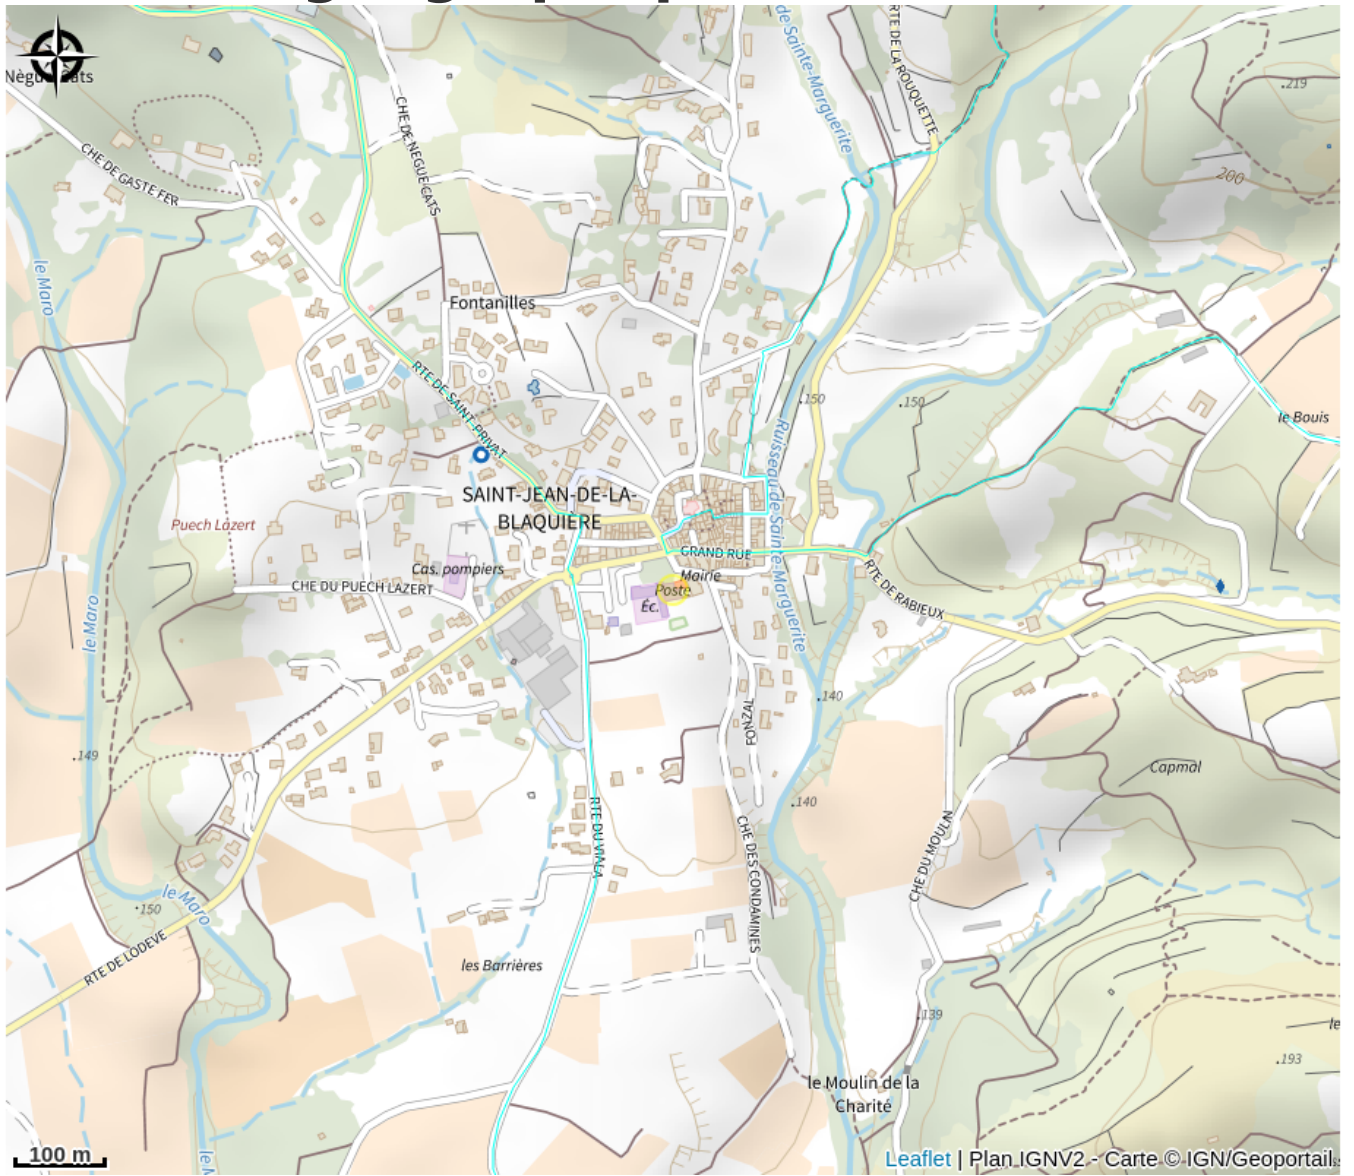 de Sainte-Marguerite
RTE DE LA ROUQUETTE
Nègue Cats
219
CHE DE NEGUE CATS
CHE DE GASTE FER
200
le Maro
Fontanilles
RTE DE SAINT-PRIVAT
150
150
le Bouis
Ruisseau de Sainte-Marguerite
SAINT-JEAN-DE-LA-
BLAQUIÈRE
Puech Lazert
GRAND RUE
Cas. pompiers
Mairie
Poste
Éc.
CHE DU PUECH LAZERT
RTE DE RABIEUX
le Maro
140
FONZAL
149
Capmal
140
RTE DU VIALA
CHE DES CONDAMINES
CHE DU MOULIN
le Maro
150
RTE DE LODEVE
les Barrières
139
le
193
le Moulin de la
Charité
le M
100 m
Leaflet | Plan IGNV2 - Carte © IGN/Geoportail